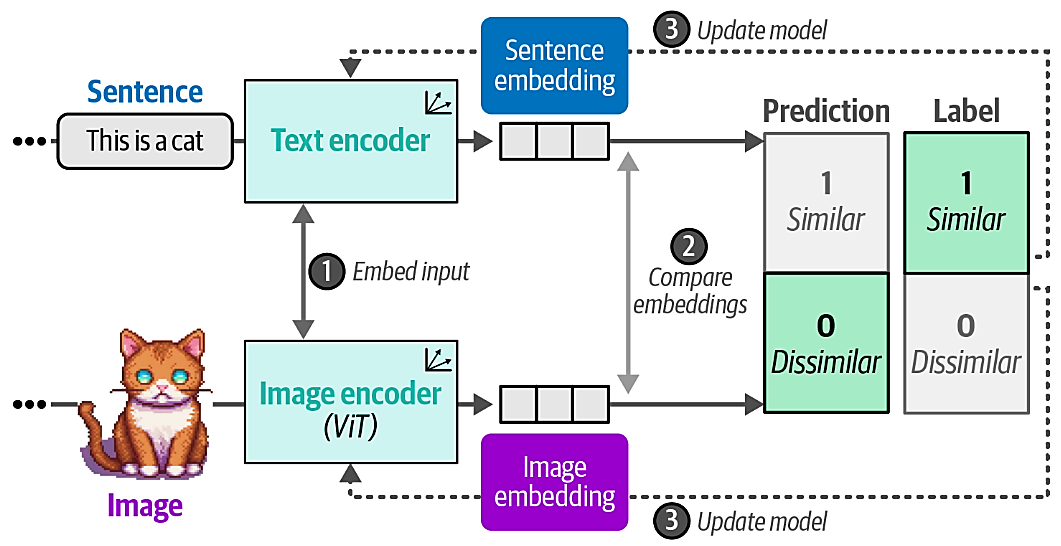 3 Update model
Sentence
embedding
Sentence
This is a cat
Text encoder
Prediction
Label
1
Similar
1
Similar
1 Embed input
2
Compare
embeddings
0
Dissimilar
0
Dissimilar
Image encoder
(ViT)
Image
Image
embedding
3 Update model